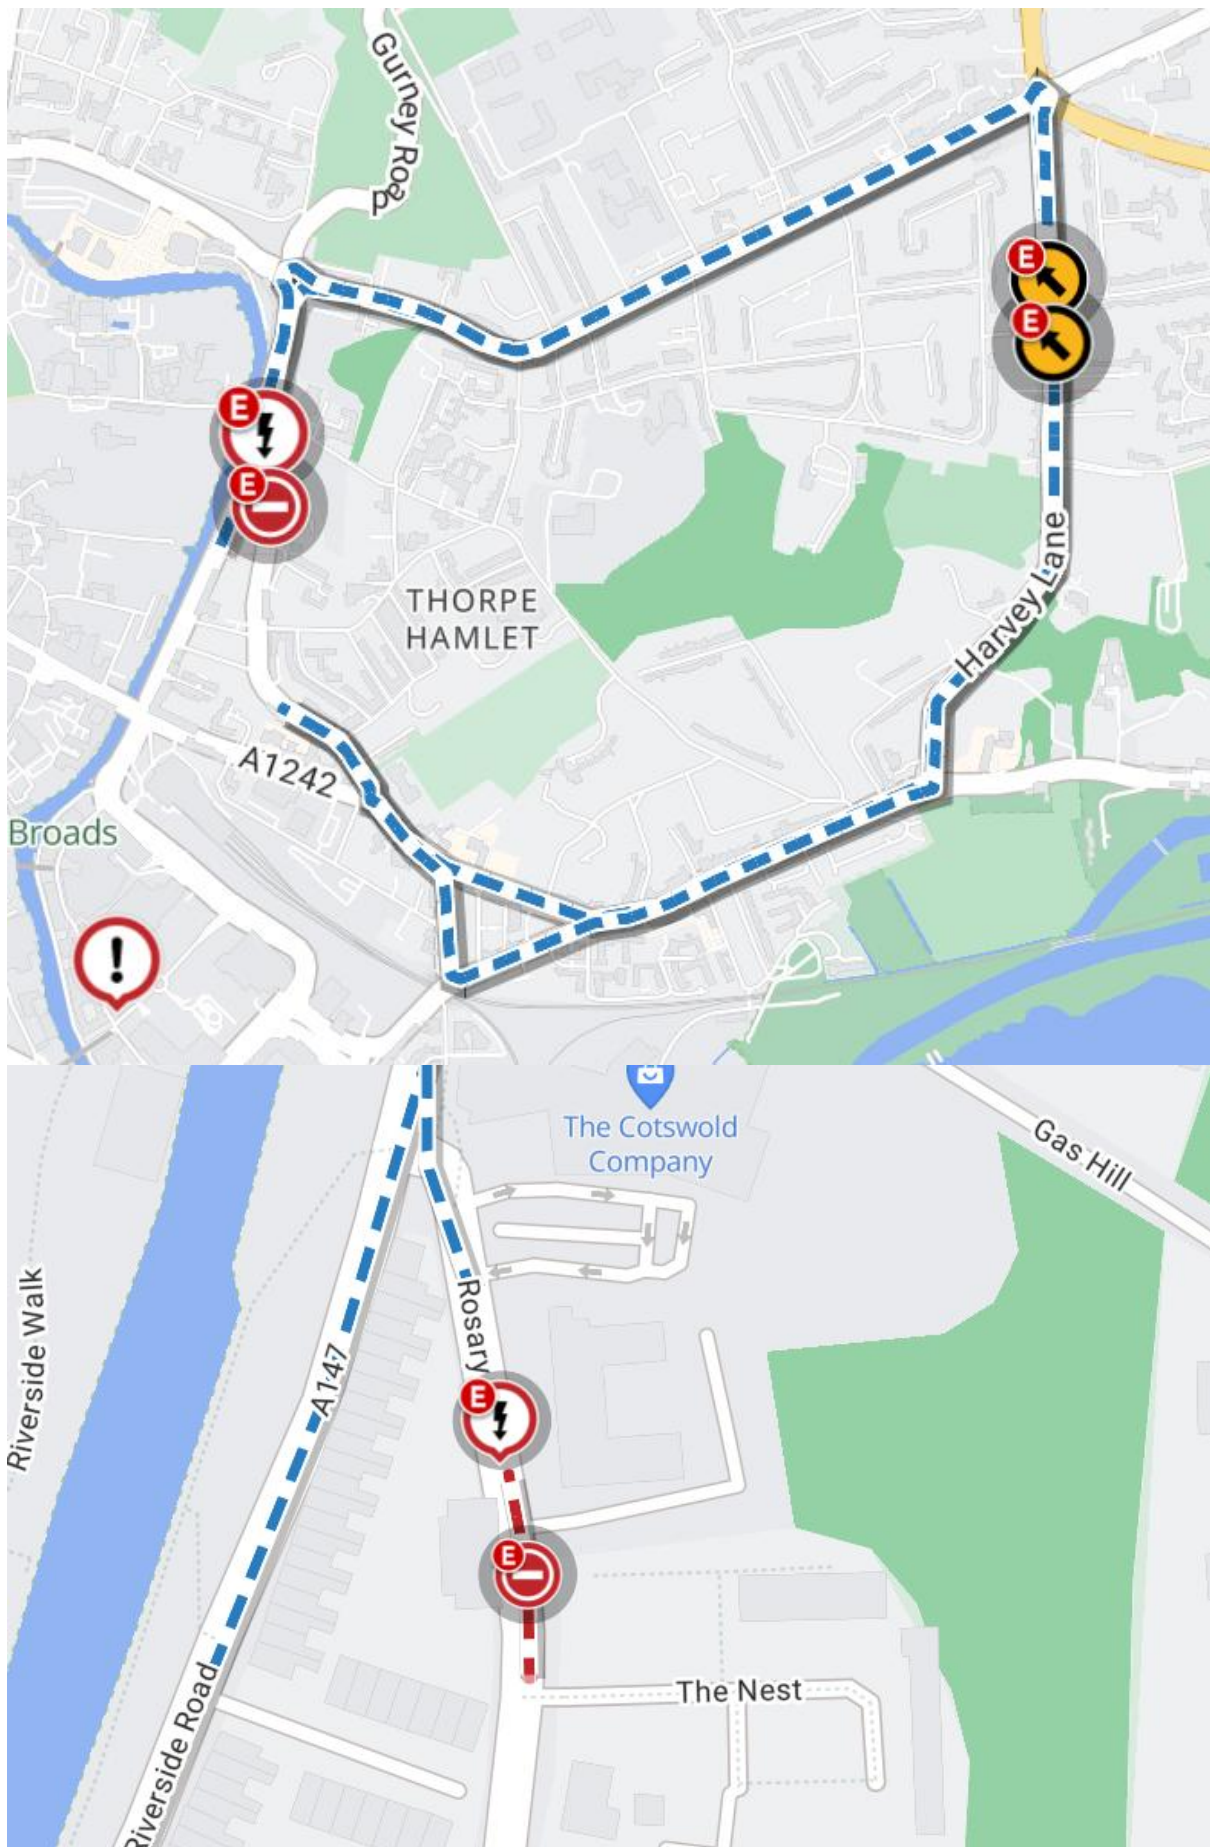 Gurney Road
E
E
E
E
THORPE
HAMLET
Harvey Lane
A1242
Broads
!
The Cotswold
Company
Gas Hill
Riverside Walk
Rosary
A147
E
E
The Nest
Riverside Road